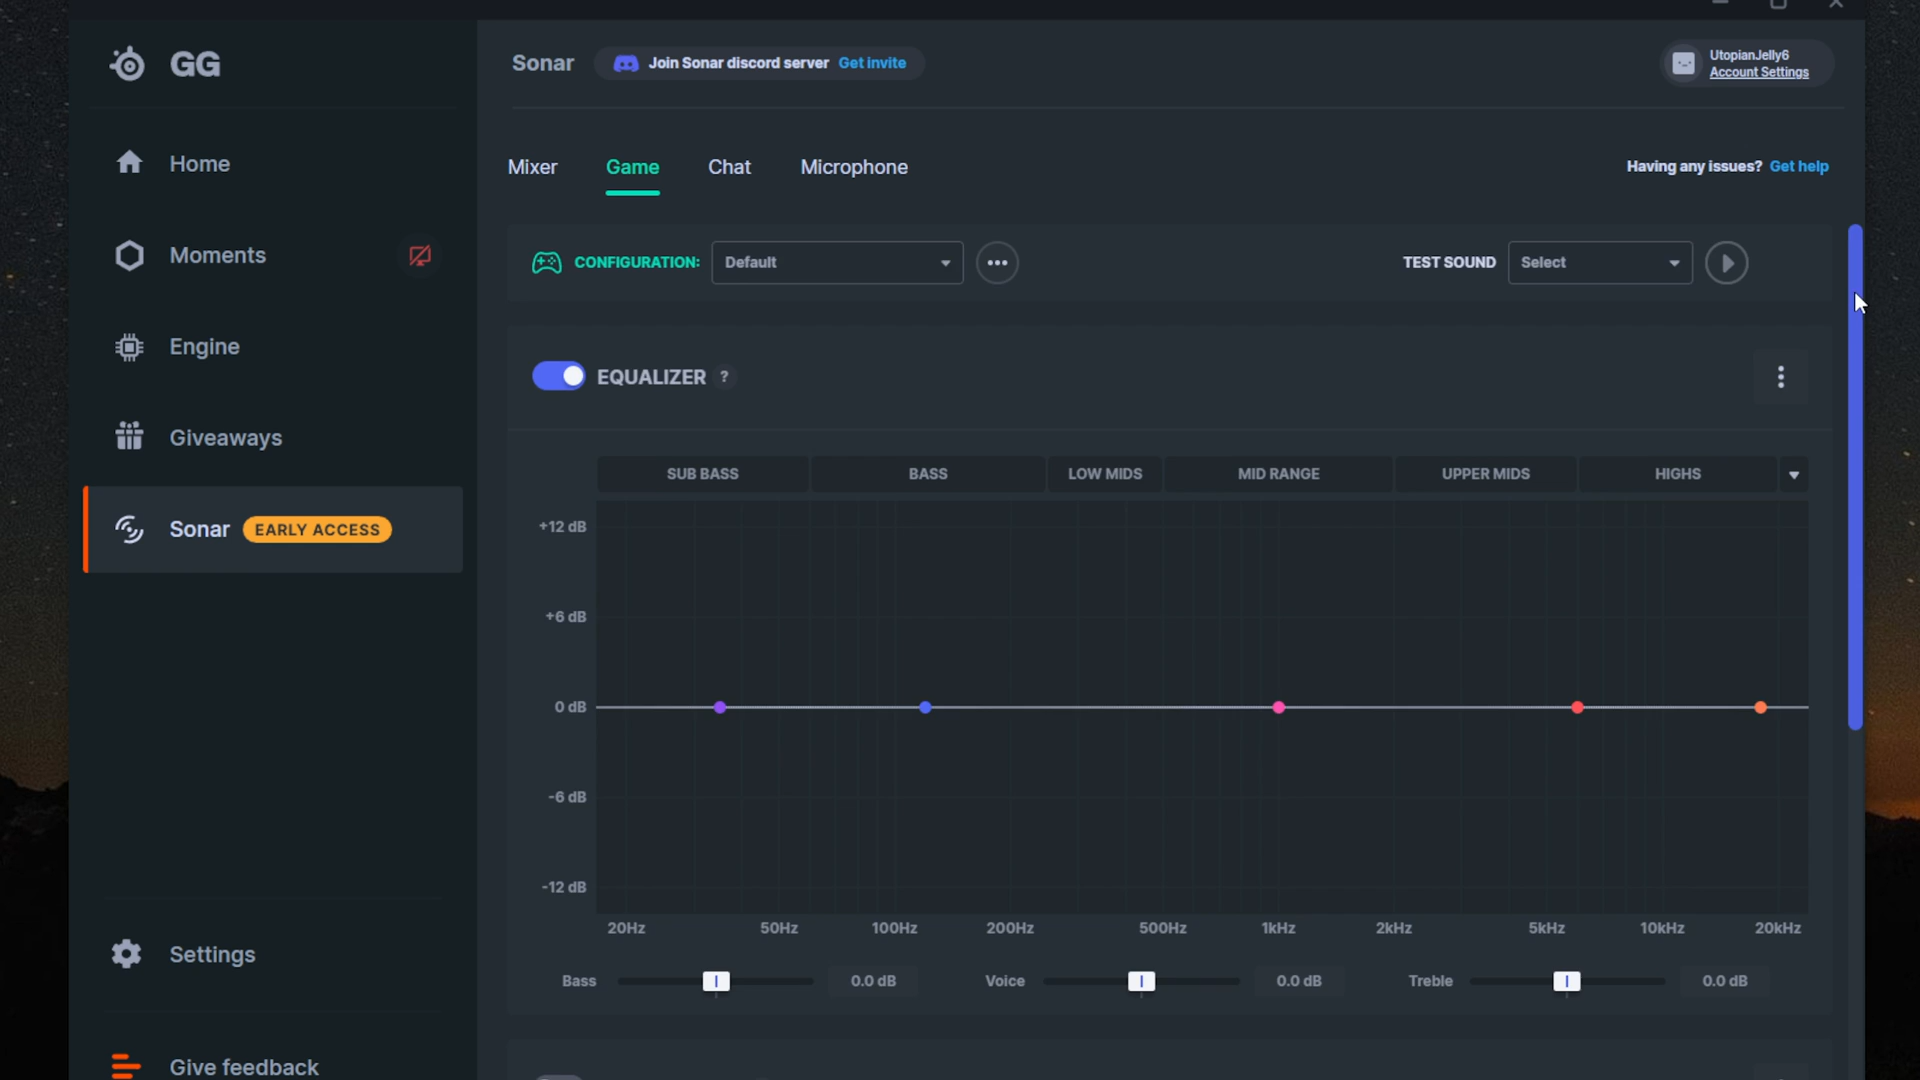 GG
Sonar
Join Sonar discord server Get invite
UtopianJelly6
Account Settings
Home
Moments
Engine
Giveaways
Sonar EARLY ACCESS
Settings
Give feedback
Mixer Game Chat Microphone
Having any issues? Get help
CONFIGURATION: Default
TEST SOUND Select
EQUALIZER ?
SUB BASS BASS LOW MIDS MID RANGE UPPER MIDS HIGHS
+12 dB
+6 dB
0 dB
-6 dB
-12 dB
20Hz 50Hz 100Hz 200Hz 500Hz 1kHz 2kHz 5kHz 10kHz 20kHz
Bass 0.0 dB Voice 0.0 dB Treble 0.0 dB